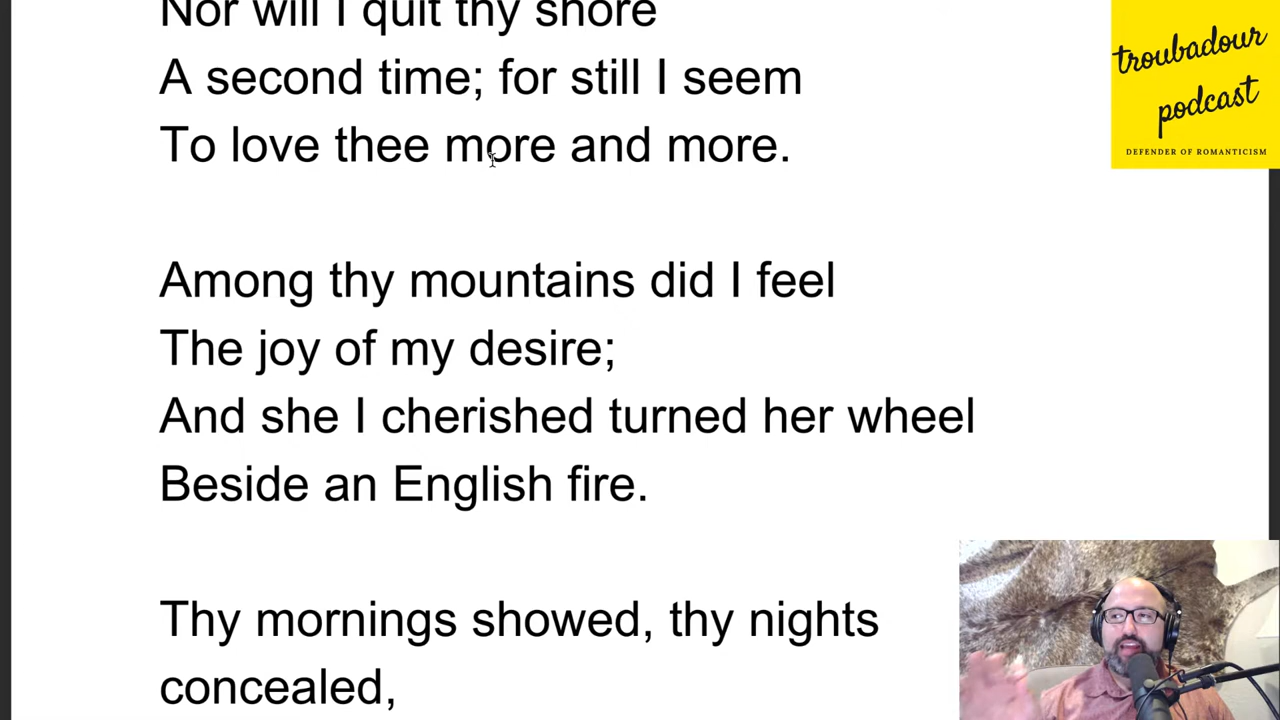 Nor will I quit thy shore
A second time; for still I seem
To love thee more and more.
Among thy mountains did I feel
The joy of my desire;
And she I cherished turned her wheel
Beside an English fire.
Thy mornings showed, thy nights
concealed,
troubadour
podcast
DEFENDER OF ROMANTICISM